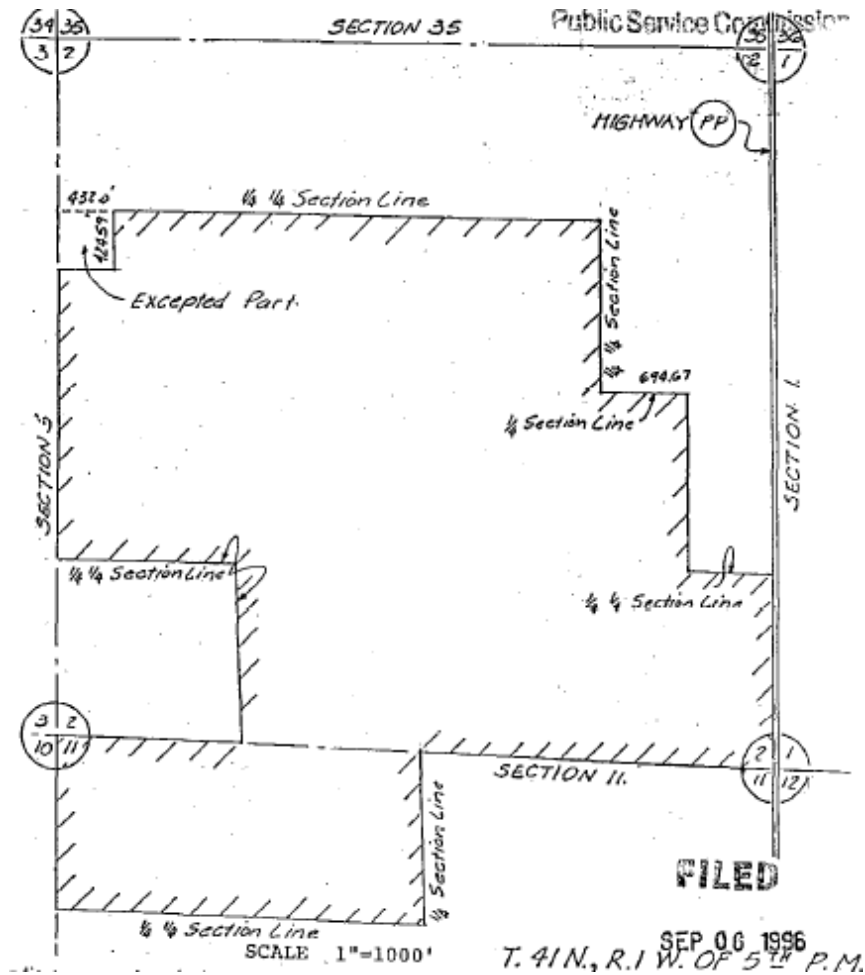 34 35
3 2
SECTION 35
Public Service Commission
35 36
2 1
HIGHWAY PP
432.0'
¼ ¼ Section Line
424.59
Excepted Part.
¼ ¼ Section Line
694.67
¼ Section Line
SECTION 3
SECTION 1.
¼ ¼ Section Line
¼ ¼ Section Line
3 2
10 11
2 1
11 12
SECTION 11.
¼ Section Line
FILED
¼ ¼ Section Line
SCALE 1"=1000'
SEP 06 1996
T. 41 N., R. 1 W. OF 5TH P.M.